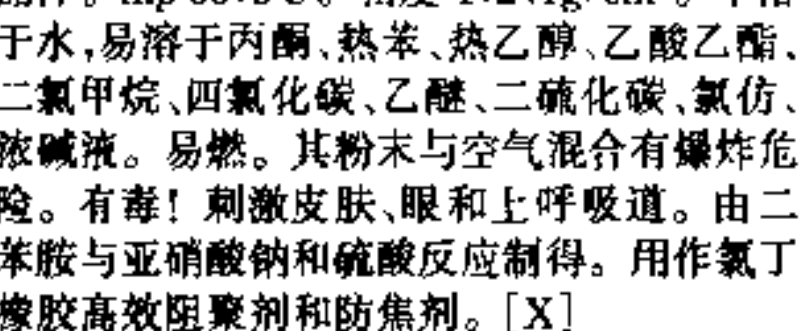 于水,易溶于丙酮、热苯、热乙醇、乙酸乙酯、
二氯甲烷、四氯化碳、乙醚、二硫化碳、氯仿、
浓碱液。易燃。其粉末与空气混合有爆炸危
险。有毒!刺激皮肤、眼和上呼吸道。由二
苯胺与亚硝酸钠和硫酸反应制得。用作氯丁
橡胶高效阻聚剂和防焦剂。[X]